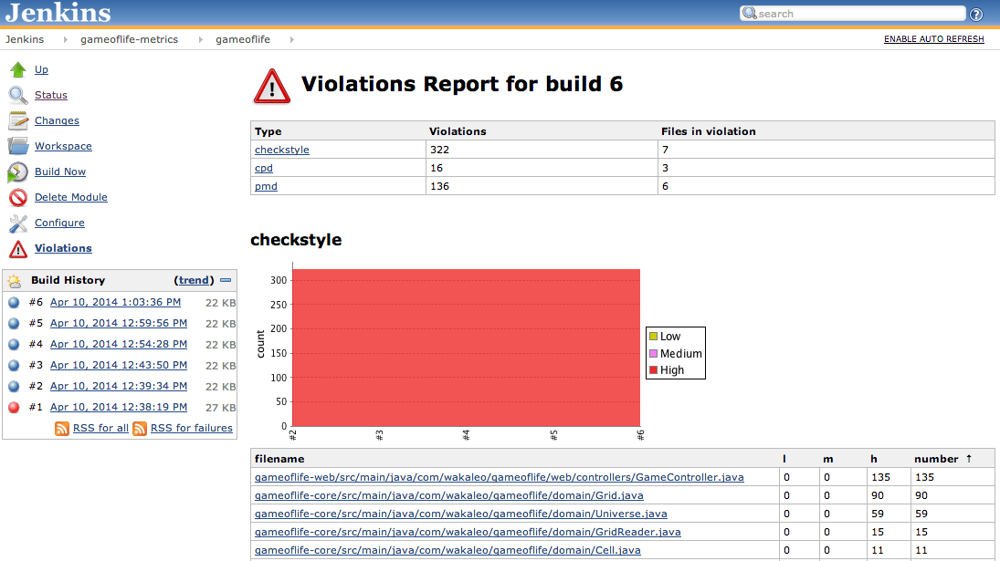 Jenkins
search
?
Jenkins gameoflife-metrics gameoflife
ENABLE AUTO REFRESH
Up
Status
Changes
Workspace
Build Now
Delete Module
Configure
Violations
Build History (trend)
#6 Apr 10, 2014 1:03:36 PM 22 KB
#5 Apr 10, 2014 12:59:56 PM 22 KB
#4 Apr 10, 2014 12:54:28 PM 22 KB
#3 Apr 10, 2014 12:43:50 PM 22 KB
#2 Apr 10, 2014 12:39:34 PM 22 KB
#1 Apr 10, 2014 12:38:19 PM 27 KB
RSS for all RSS for failures
Violations Report for build 6
Type Violations Files in violation
checkstyle 322 7
cpd 16 3
pmd 136 6
checkstyle
300
250
200
150
100
50
0
count
#2 #3 #4 #5 #6
Low
Medium
High
filename l m h number ↑
gameoflife-web/src/main/java/com/wakaleo/gameoflife/web/controllers/GameController.java 0 0 135 135
gameoflife-core/src/main/java/com/wakaleo/gameoflife/domain/Grid.java 0 0 90 90
gameoflife-core/src/main/java/com/wakaleo/gameoflife/domain/Universe.java 0 0 59 59
gameoflife-core/src/main/java/com/wakaleo/gameoflife/domain/GridReader.java 0 0 15 15
gameoflife-core/src/main/java/com/wakaleo/gameoflife/domain/Cell.java 0 0 11 11